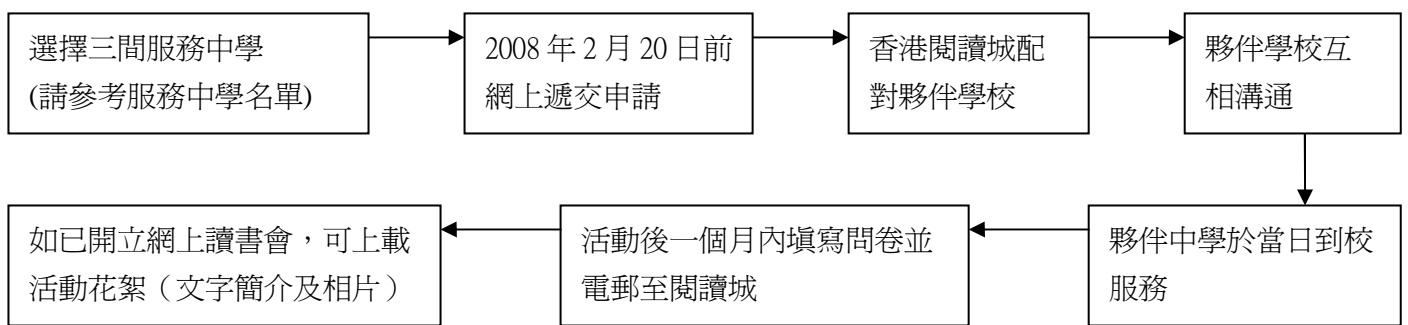 選擇三間服務中學
(請參考服務中學名單)
2008 年 2 月 20 日前
網上遞交申請
香港閱讀城配
對夥伴學校
夥伴學校互
相溝通
夥伴中學於當日到校
服務
活動後一個月內填寫問卷並
電郵至閱讀城
如已開立網上讀書會，可上載
活動花絮（文字簡介及相片）